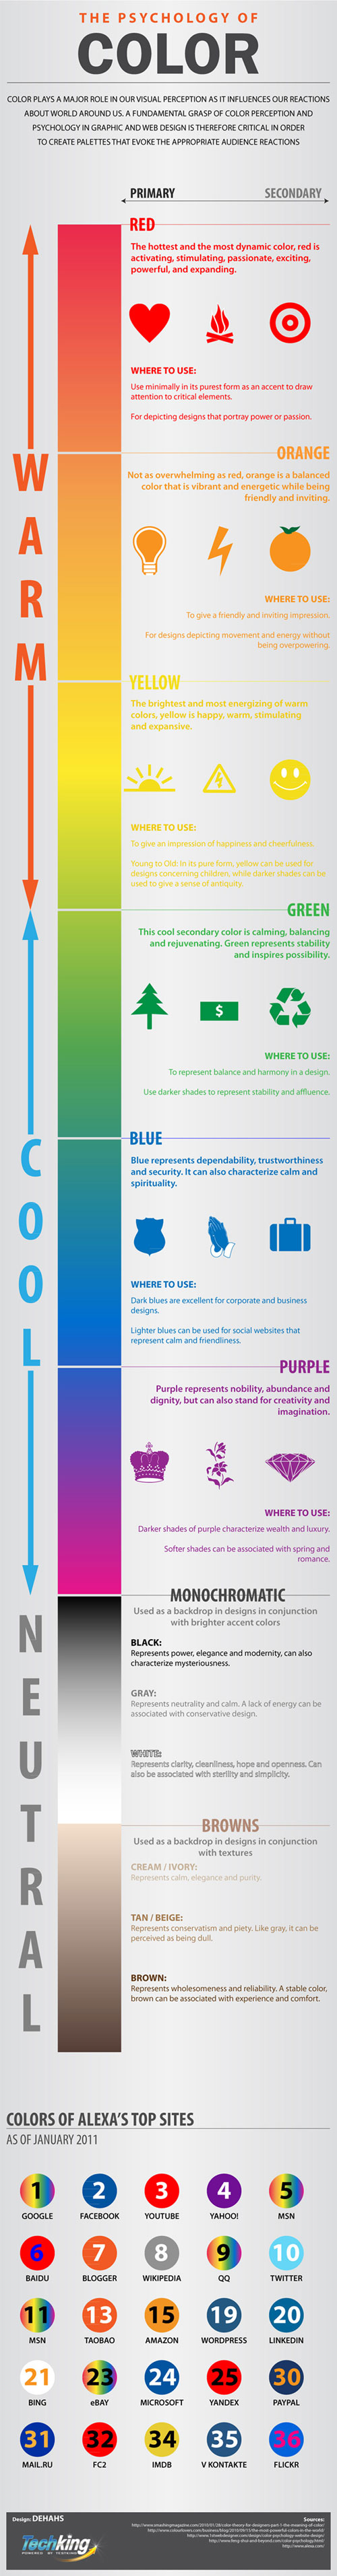 THE PSYCHOLOGY OF
COLOR
COLOR PLAYS A MAJOR ROLE IN OUR VISUAL PERCEPTION AS IT INFLUENCES OUR REACTIONS
ABOUT WORLD AROUND US. A FUNDAMENTAL GRASP OF COLOR PERCEPTION AND
PSYCHOLOGY IN GRAPHIC AND WEB DESIGN IS THEREFORE CRITICAL IN ORDER
TO CREATE PALETTES THAT EVOKE THE APPROPRIATE AUDIENCE REACTIONS
PRIMARY SECONDARY
WARM
RED
The hottest and the most dynamic color, red is
activating, stimulating, passionate, exciting,
powerful, and expanding.
WHERE TO USE:
Use minimally in its purest form as an accent to draw
attention to critical elements.
For depicting designs that portray power or passion.
ORANGE
Not as overwhelming as red, orange is a balanced
color that is vibrant and energetic while being
friendly and inviting.
WHERE TO USE:
To give a friendly and inviting impression.
For designs depicting movement and energy without
being overpowering.
YELLOW
The brightest and most energizing of warm
colors, yellow is happy, warm, stimulating
and expansive.
WHERE TO USE:
To give an impression of happiness and cheerfulness.
Young to Old: In its pure form, yellow can be used for
designs concerning children, while darker shades can be
used to give a sense of antiquity.
COOL
GREEN
This cool secondary color is calming, balancing
and rejuvenating. Green represents stability
and inspires possibility.
$
WHERE TO USE:
To represent balance and harmony in a design.
Use darker shades to represent stability and affluence.
BLUE
Blue represents dependability, trustworthiness
and security. It can also characterize calm and
spirituality.
WHERE TO USE:
Dark blues are excellent for corporate and business
designs.
Lighter blues can be used for social websites that
represent calm and friendliness.
PURPLE
Purple represents nobility, abundance and
dignity, but can also stand for creativity and
imagination.
WHERE TO USE:
Darker shades of purple characterize wealth and luxury.
Softer shades can be associated with spring and
romance.
NEUTRAL
MONOCHROMATIC
Used as a backdrop in designs in conjunction
with brighter accent colors
BLACK:
Represents power, elegance and modernity, can also
characterize mysteriousness.
GRAY:
Represents neutrality and calm. A lack of energy can be
associated with conservative design.
WHITE:
Represents clarity, cleanliness, hope and openness. Can
also be associated with sterility and simplicity.
BROWNS
Used as a backdrop in designs in conjunction
with textures
CREAM / IVORY:
Represents calm, elegance and purity.
TAN / BEIGE:
Represents conservatism and piety. Like gray, it can be
perceived as being dull.
BROWN:
Represents wholesomeness and reliability. A stable color,
brown can be associated with experience and comfort.
COLORS OF ALEXA'S TOP SITES
AS OF JANUARY 2011
1 2 3 4 5
GOOGLE FACEBOOK YOUTUBE YAHOO! MSN
6 7 8 9 10
BAIDU BLOGGER WIKIPEDIA QQ TWITTER
11 13 15 19 20
MSN TAOBAO AMAZON WORDPRESS LINKEDIN
21 23 24 25 30
BING eBAY MICROSOFT YANDEX PAYPAL
31 32 34 35 36
MAIL.RU FC2 IMDB V KONTAKTE FLICKR
Design: DEHAHS
Sources:
http://www.alexa.com/
Techking